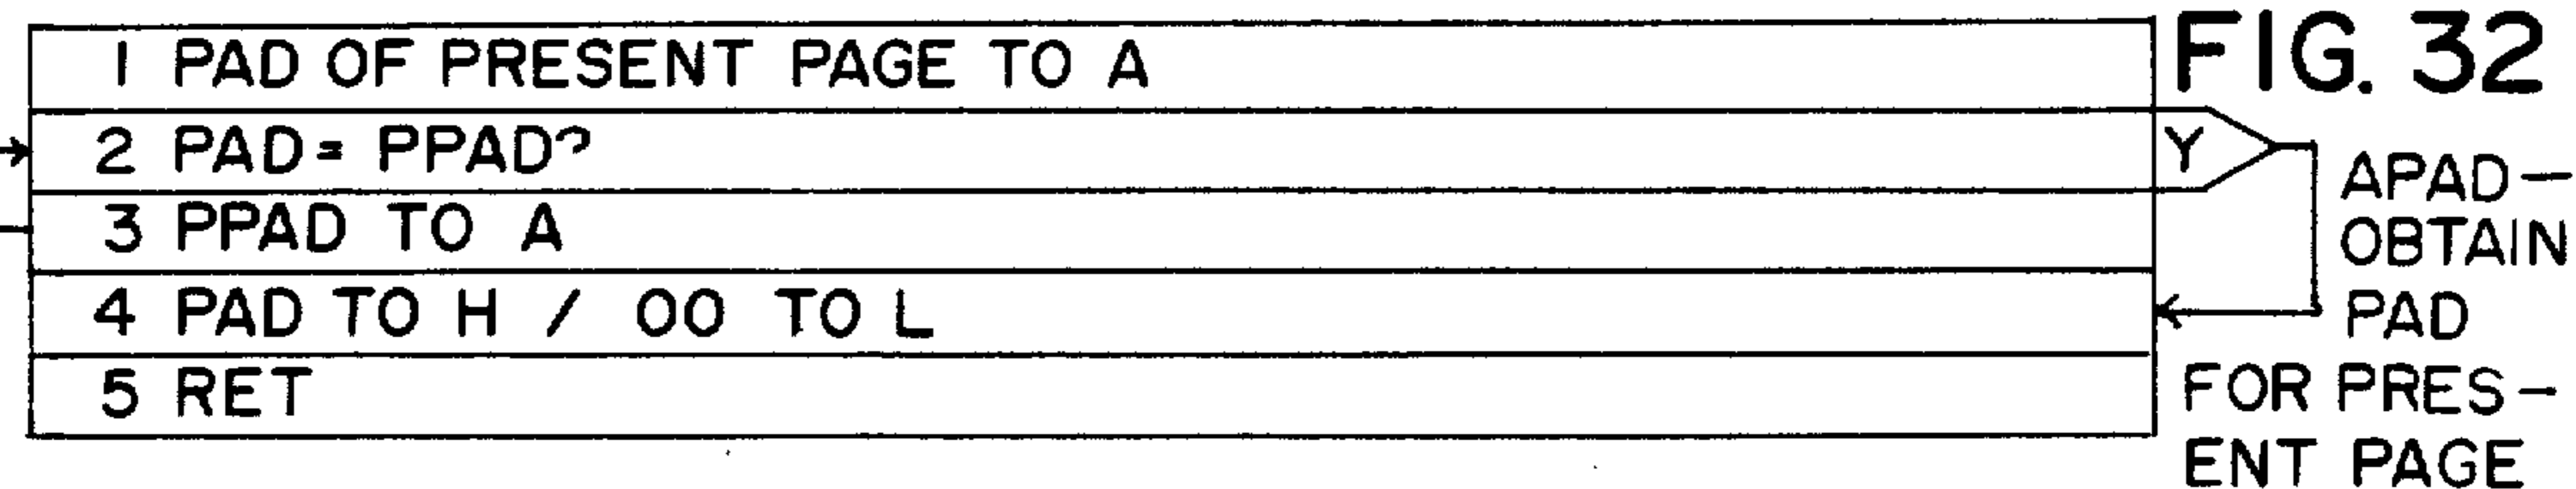 1 PAD OF PRESENT PAGE TO A
2 PAD= PPAD?
3 PPAD TO A
4 PAD TO H / 00 TO L
5 RET
Y
FIG. 32
APAD-
OBTAIN
PAD
FOR PRES-
ENT PAGE